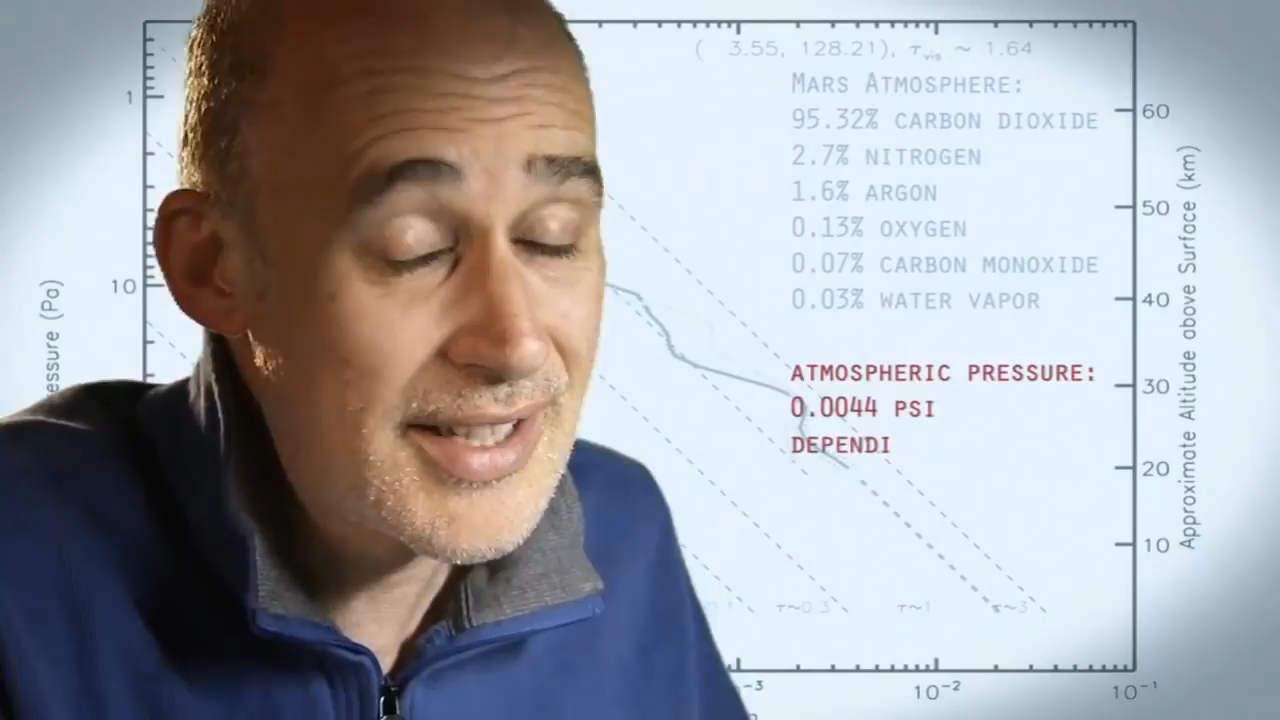 ( 3.55, 128.21), τvis ~ 1.64
MARS ATMOSPHERE:
95.32% CARBON DIOXIDE
2.7% NITROGEN
1.6% ARGON
0.13% OXYGEN
0.07% CARBON MONOXIDE
0.03% WATER VAPOR
ATMOSPHERIC PRESSURE:
0.0044 PSI
DEPENDI
1
10
essure (Pa)
60
50
40
30
20
10
Approximate Altitude above Surface (km)
τ~0.3
τ~1
τ~3
-3
10-2
10-1